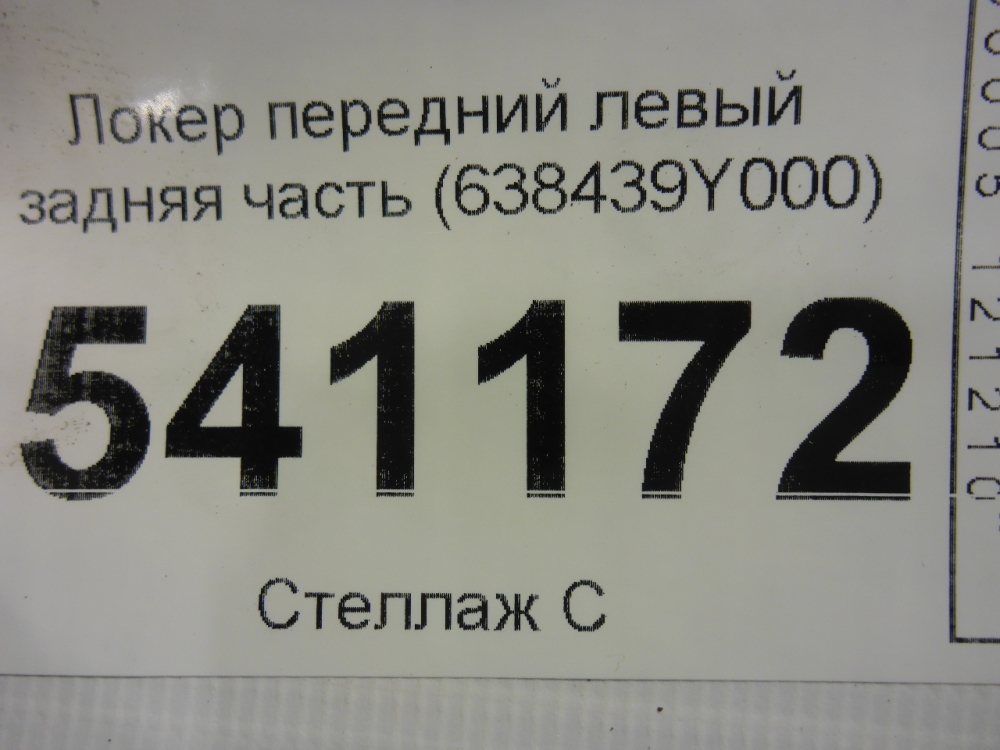 Локер передний левый
задняя часть (638439Y000)
541172
Стеллаж С